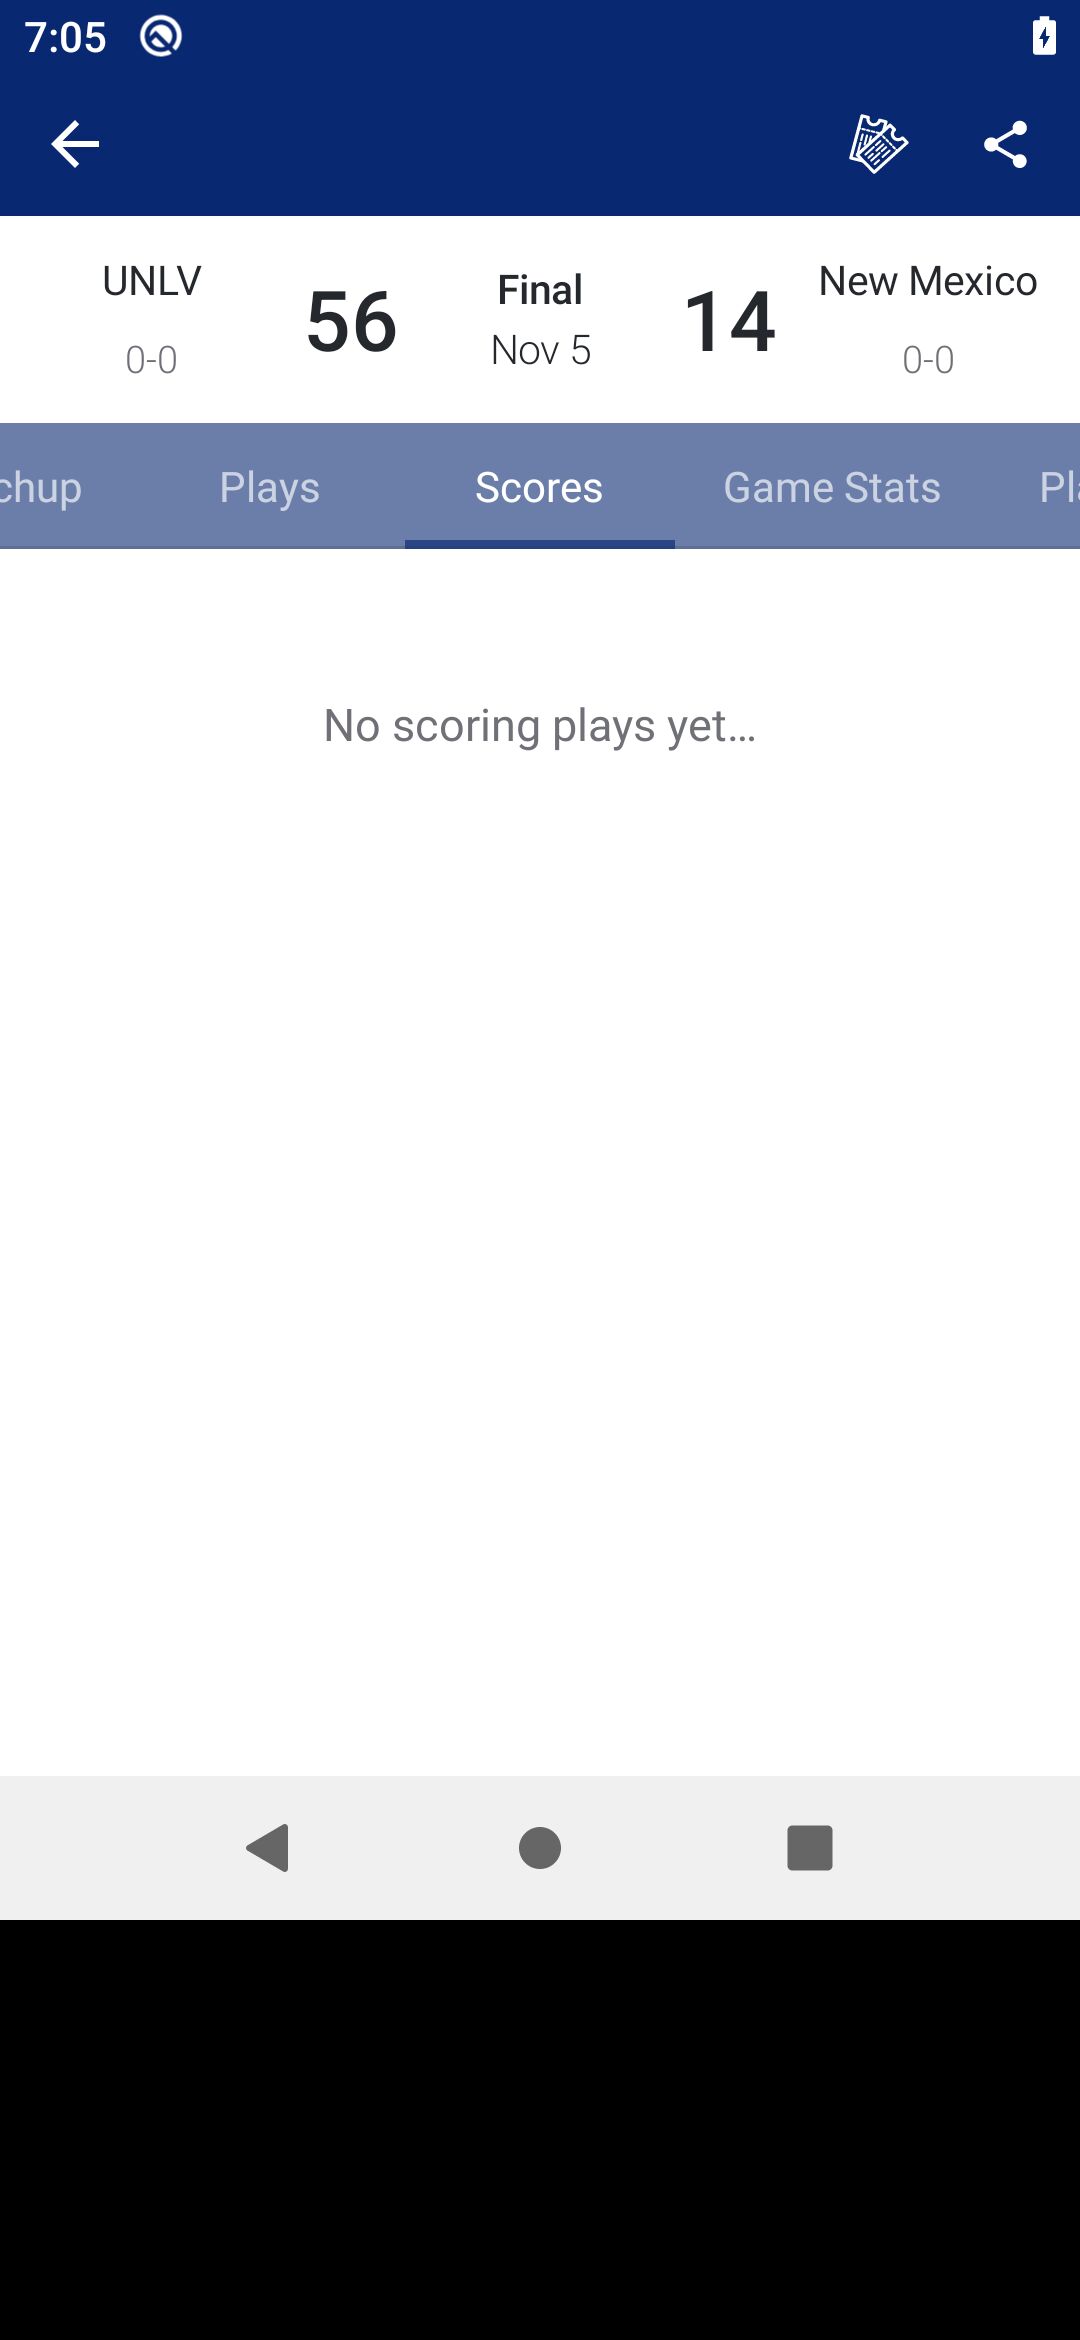 7:05
UNLV
0-0
56
Final
Nov 5
14
New Mexico
0-0
chup
Plays
Scores
Game Stats
Pla
No scoring plays yet…